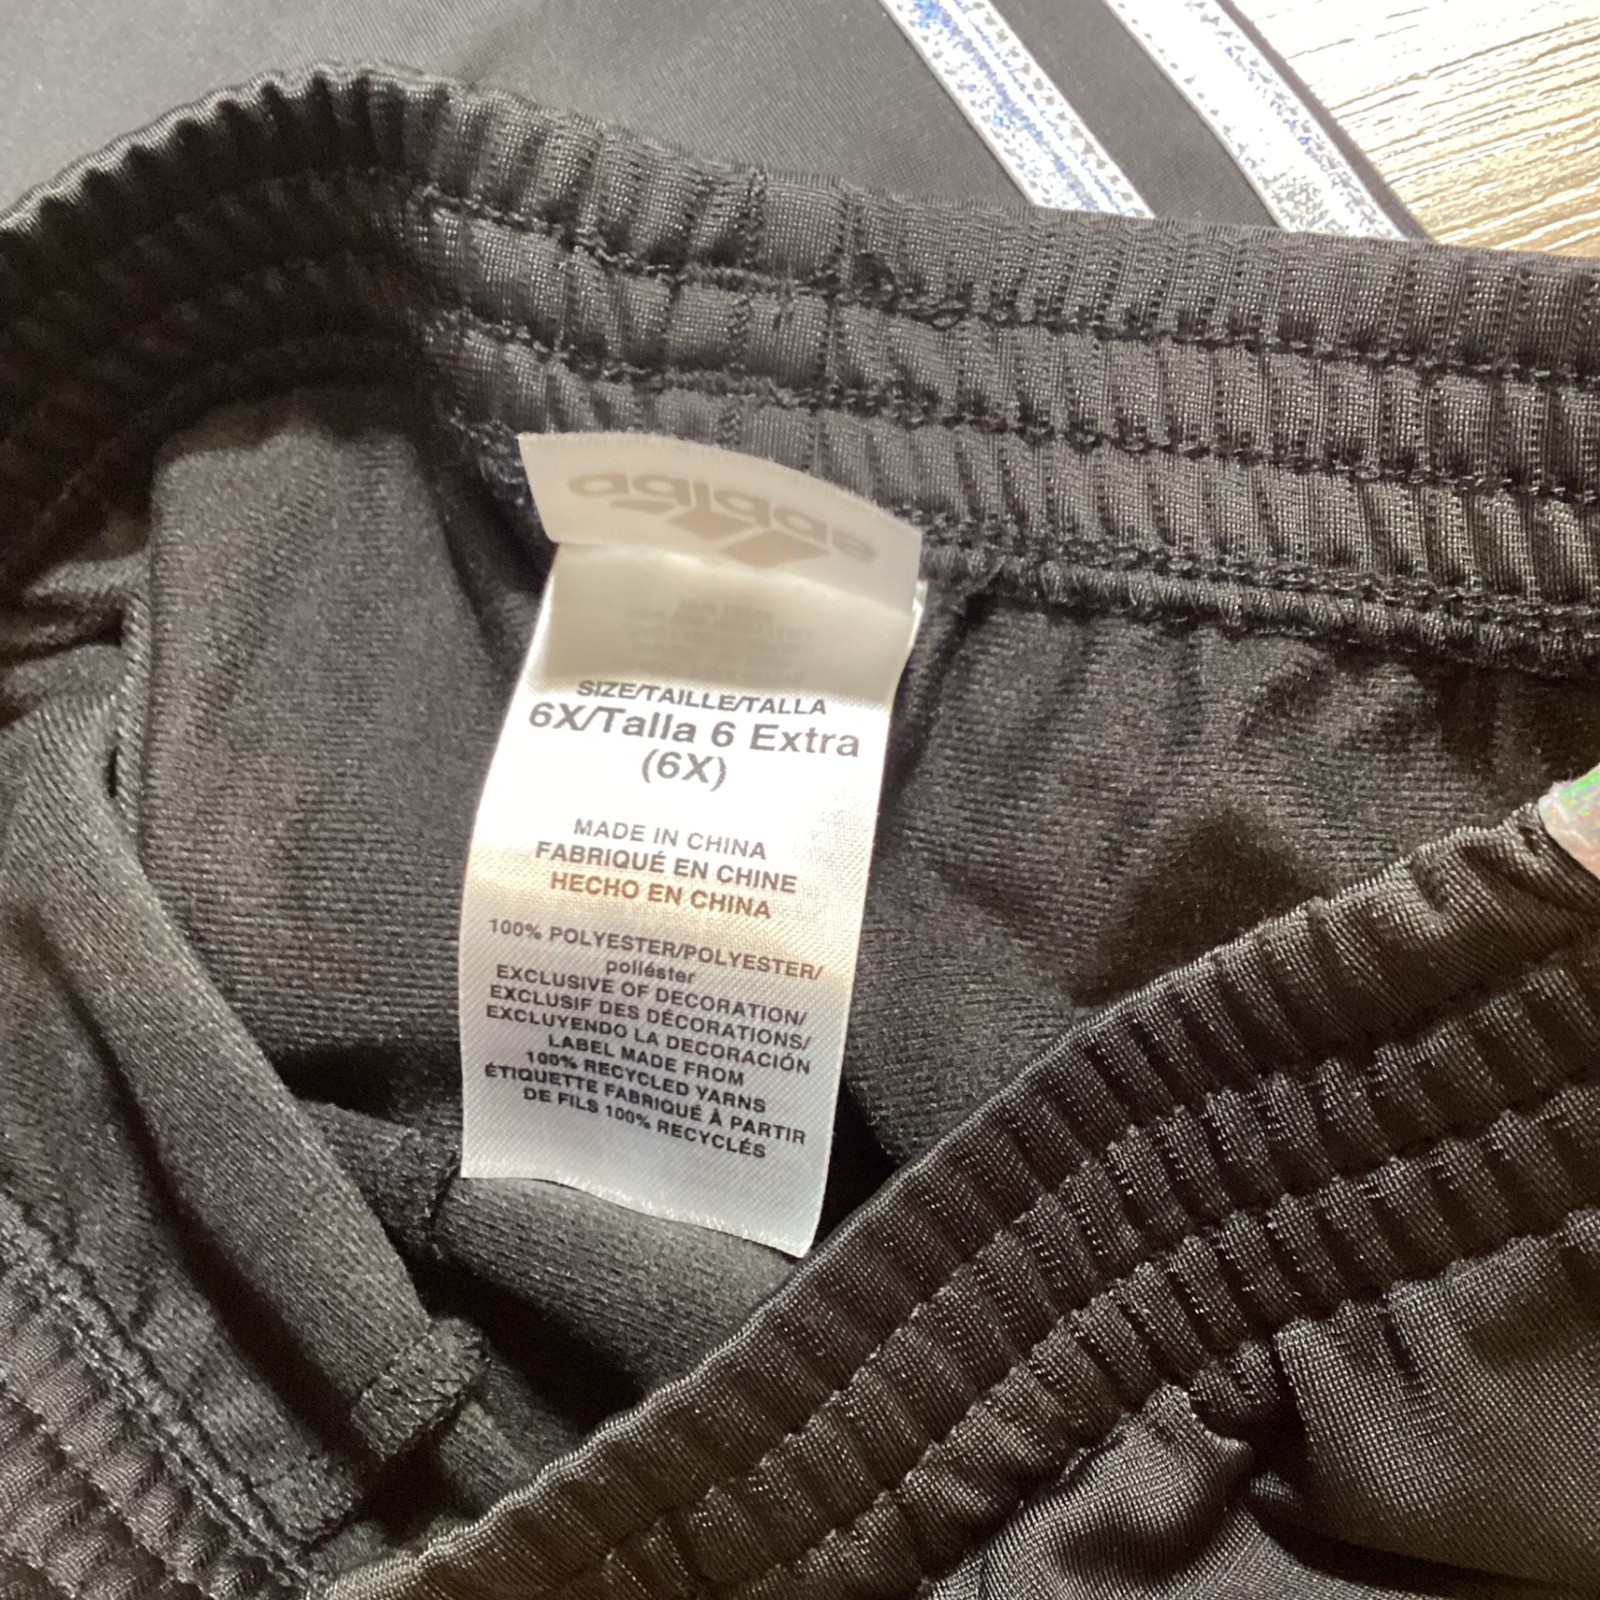 adidas
SIZE/TAILLE/TALLA
6X/Talla 6 Extra
(6X)
MADE IN CHINA
FABRIQUÉ EN CHINE
HECHO EN CHINA
100% POLYESTER/POLYESTER/
poliéster
EXCLUSIVE OF DECORATION/
EXCLUSIF DES DÉCORATIONS/
EXCLUYENDO LA DECORACIÓN
LABEL MADE FROM
100% RECYCLED YARNS
ÉTIQUETTE FABRIQUÉ À PARTIR
DE FILS 100% RECYCLÉS